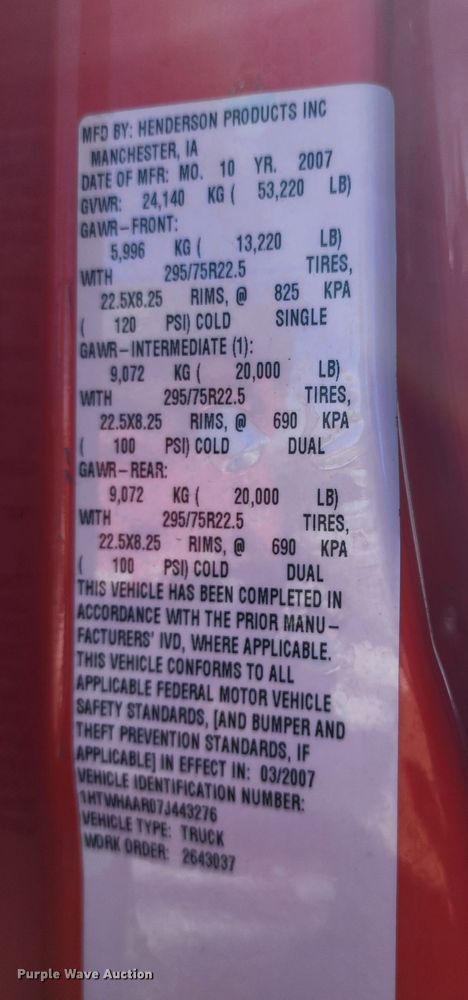 MFD BY: HENDERSON PRODUCTS INC
MANCHESTER, IA
DATE OF MFR: MO. 10 YR. 2007
GVWR: 24,140 KG ( 53,220 LB)
GAWR-FRONT:
5,996 KG ( 13,220 LB)
WITH 295/75R22.5 TIRES,
22.5X8.25 RIMS, @ 825 KPA
( 120 PSI) COLD SINGLE
GAWR-INTERMEDIATE (1):
9,072 KG ( 20,000 LB)
WITH 295/75R22.5 TIRES,
22.5X8.25 RIMS, @ 690 KPA
( 100 PSI) COLD DUAL
GAWR-REAR:
9,072 KG ( 20,000 LB)
WITH 295/75R22.5 TIRES,
22.5X8.25 RIMS, @ 690 KPA
( 100 PSI) COLD DUAL
THIS VEHICLE HAS BEEN COMPLETED IN
ACCORDANCE WITH THE PRIOR MANU-
FACTURERS' IVD, WHERE APPLICABLE.
THIS VEHICLE CONFORMS TO ALL
APPLICABLE FEDERAL MOTOR VEHICLE
SAFETY STANDARDS, [AND BUMPER AND
THEFT PREVENTION STANDARDS, IF
APPLICABLE] IN EFFECT IN: 03/2007
VEHICLE IDENTIFICATION NUMBER:
1HTWHAAR07J443276
VEHICLE TYPE: TRUCK
WORK ORDER: 2643037
Purple Wave Auction